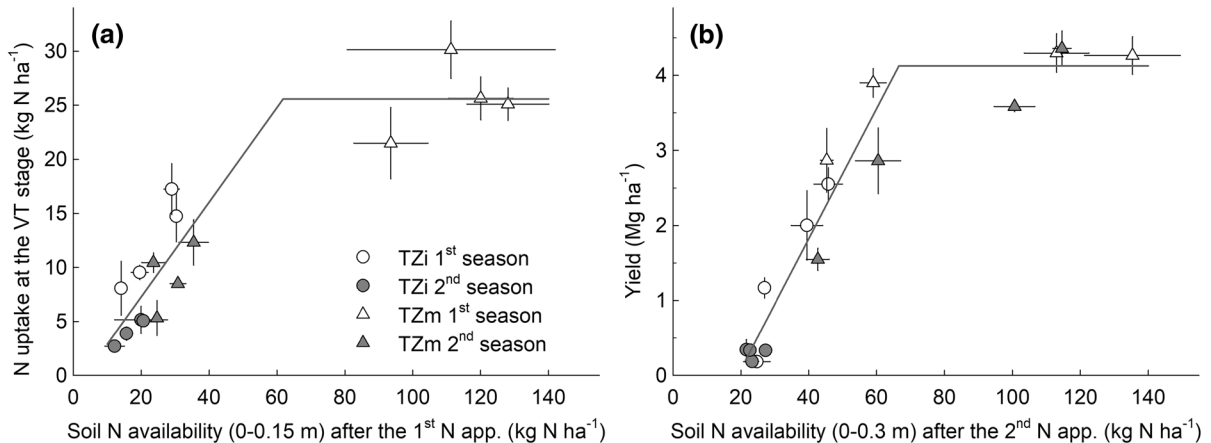 (a)
N uptake at the VT stage (kg N ha⁻¹)
30
25
20
15
10
5
0
TZi 1ˢᵗ season
TZi 2ⁿᵈ season
TZm 1ˢᵗ season
TZm 2ⁿᵈ season
0 20 40 60 80 100 120 140
Soil N availability (0-0.15 m) after the 1ˢᵗ N app. (kg N ha⁻¹)
(b)
Yield (Mg ha⁻¹)
4
3
2
1
0
0 20 40 60 80 100 120 140
Soil N availability (0-0.3 m) after the 2ⁿᵈ N app. (kg N ha⁻¹)